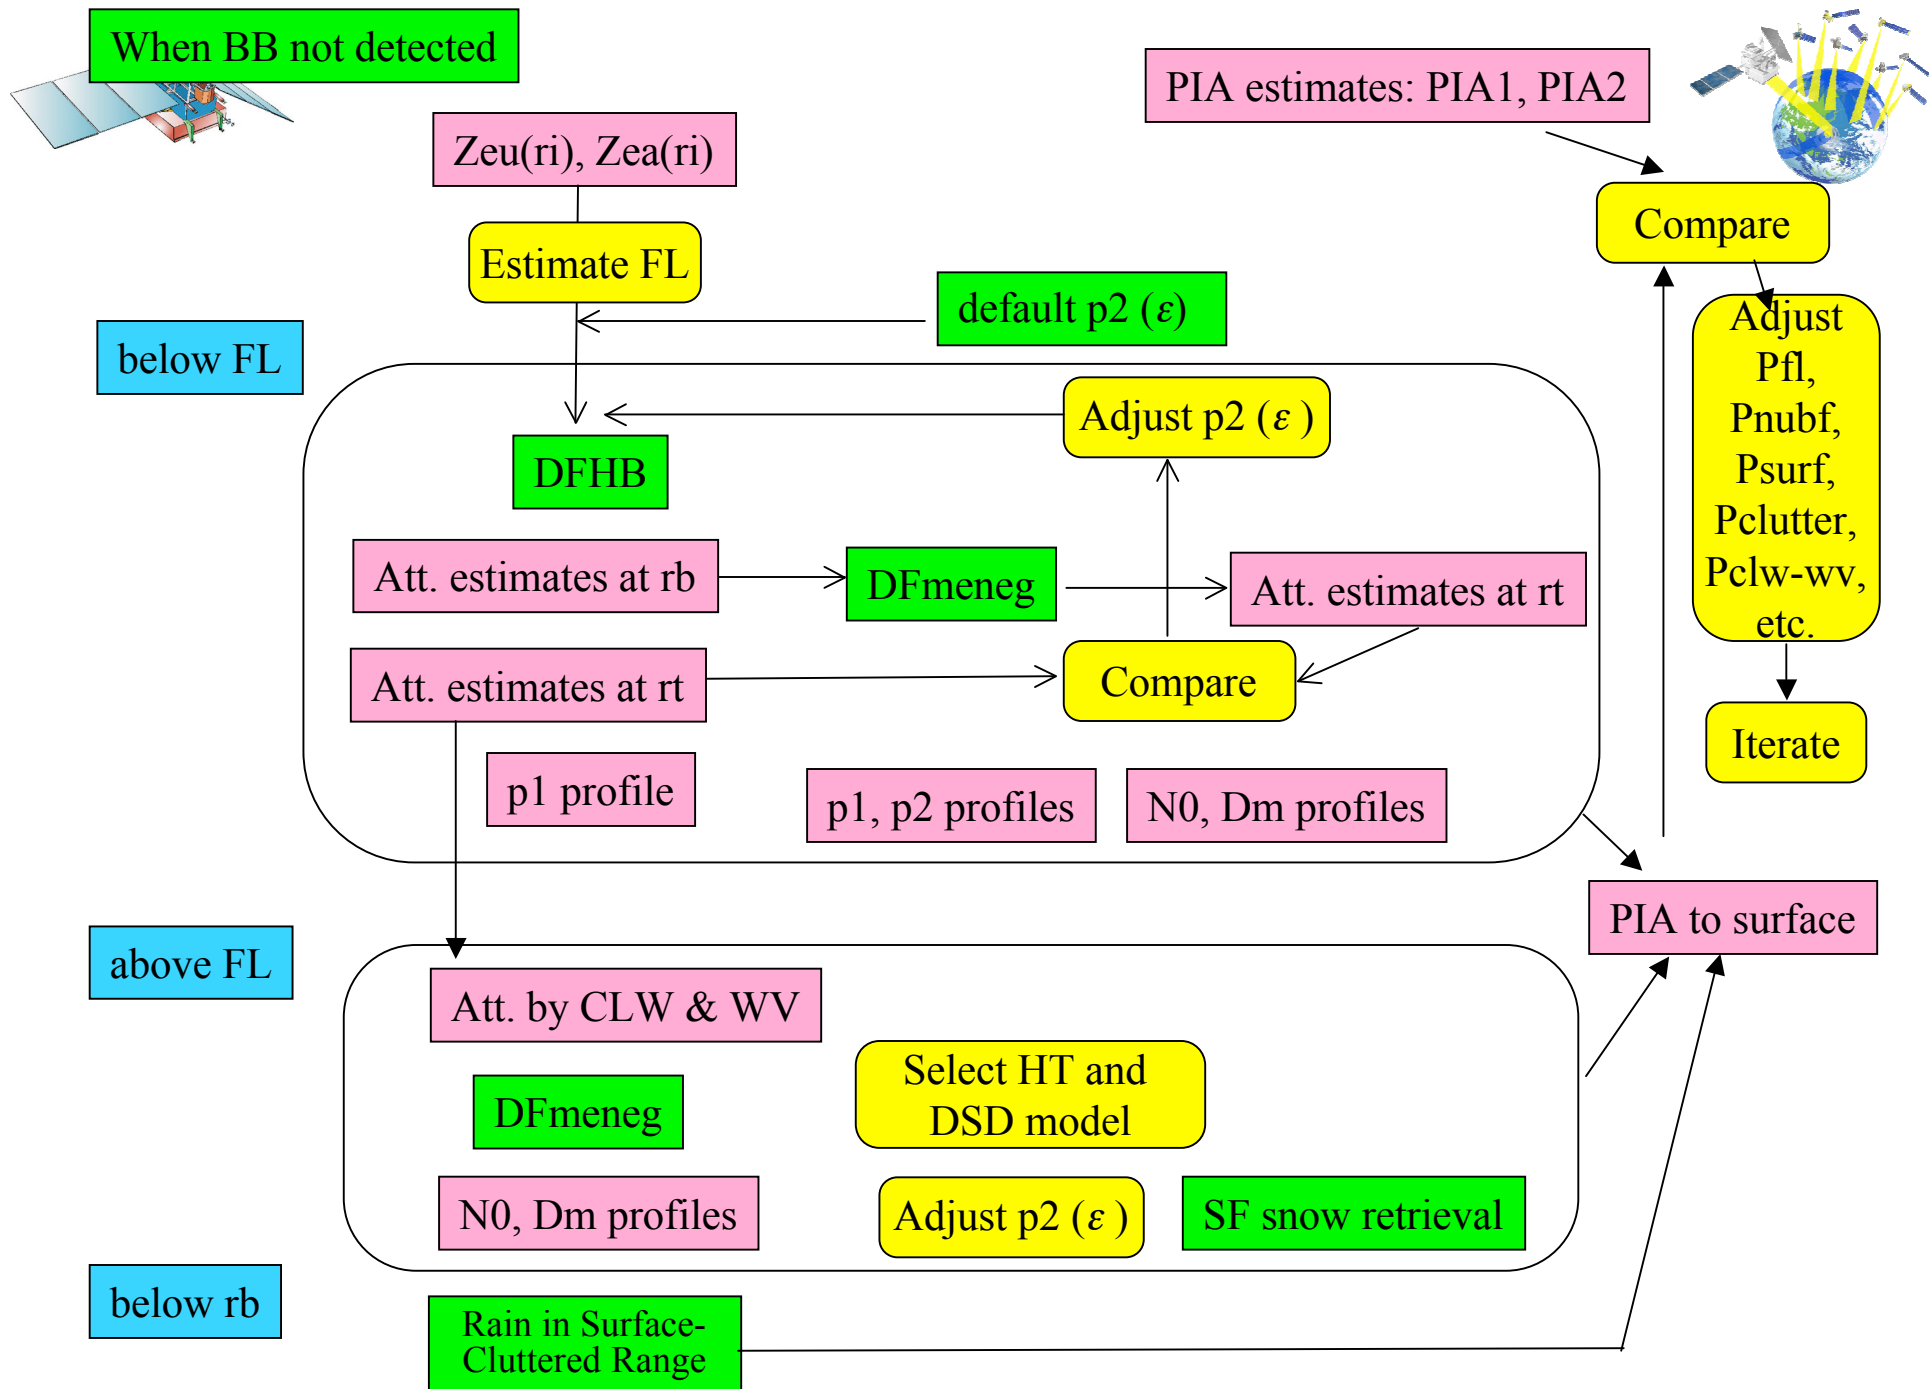 When BB not detected
PIA estimates: PIA1, PIA2
Zeu(ri), Zea(ri)
Compare
Estimate FL
default p2 (ε)
below FL
Adjust
Pfl,
Pnubf,
Psurf,
Pclutter,
Pclw-wv,
etc.
Adjust p2 (ε )
DFHB
Att. estimates at rb
DFmeneg
Att. estimates at rt
Att. estimates at rt
Compare
Iterate
p1 profile
p1, p2 profiles
N0, Dm profiles
PIA to surface
above FL
Att. by CLW & WV
Select HT and
DSD model
DFmeneg
N0, Dm profiles
Adjust p2 (ε )
SF snow retrieval
below rb
Rain in Surface-
Cluttered Range